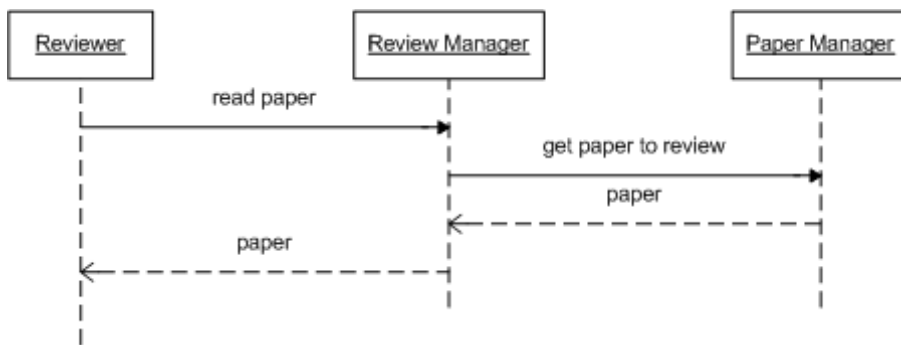 Reviewer
Review Manager
Paper Manager
read paper
get paper to review
paper
paper